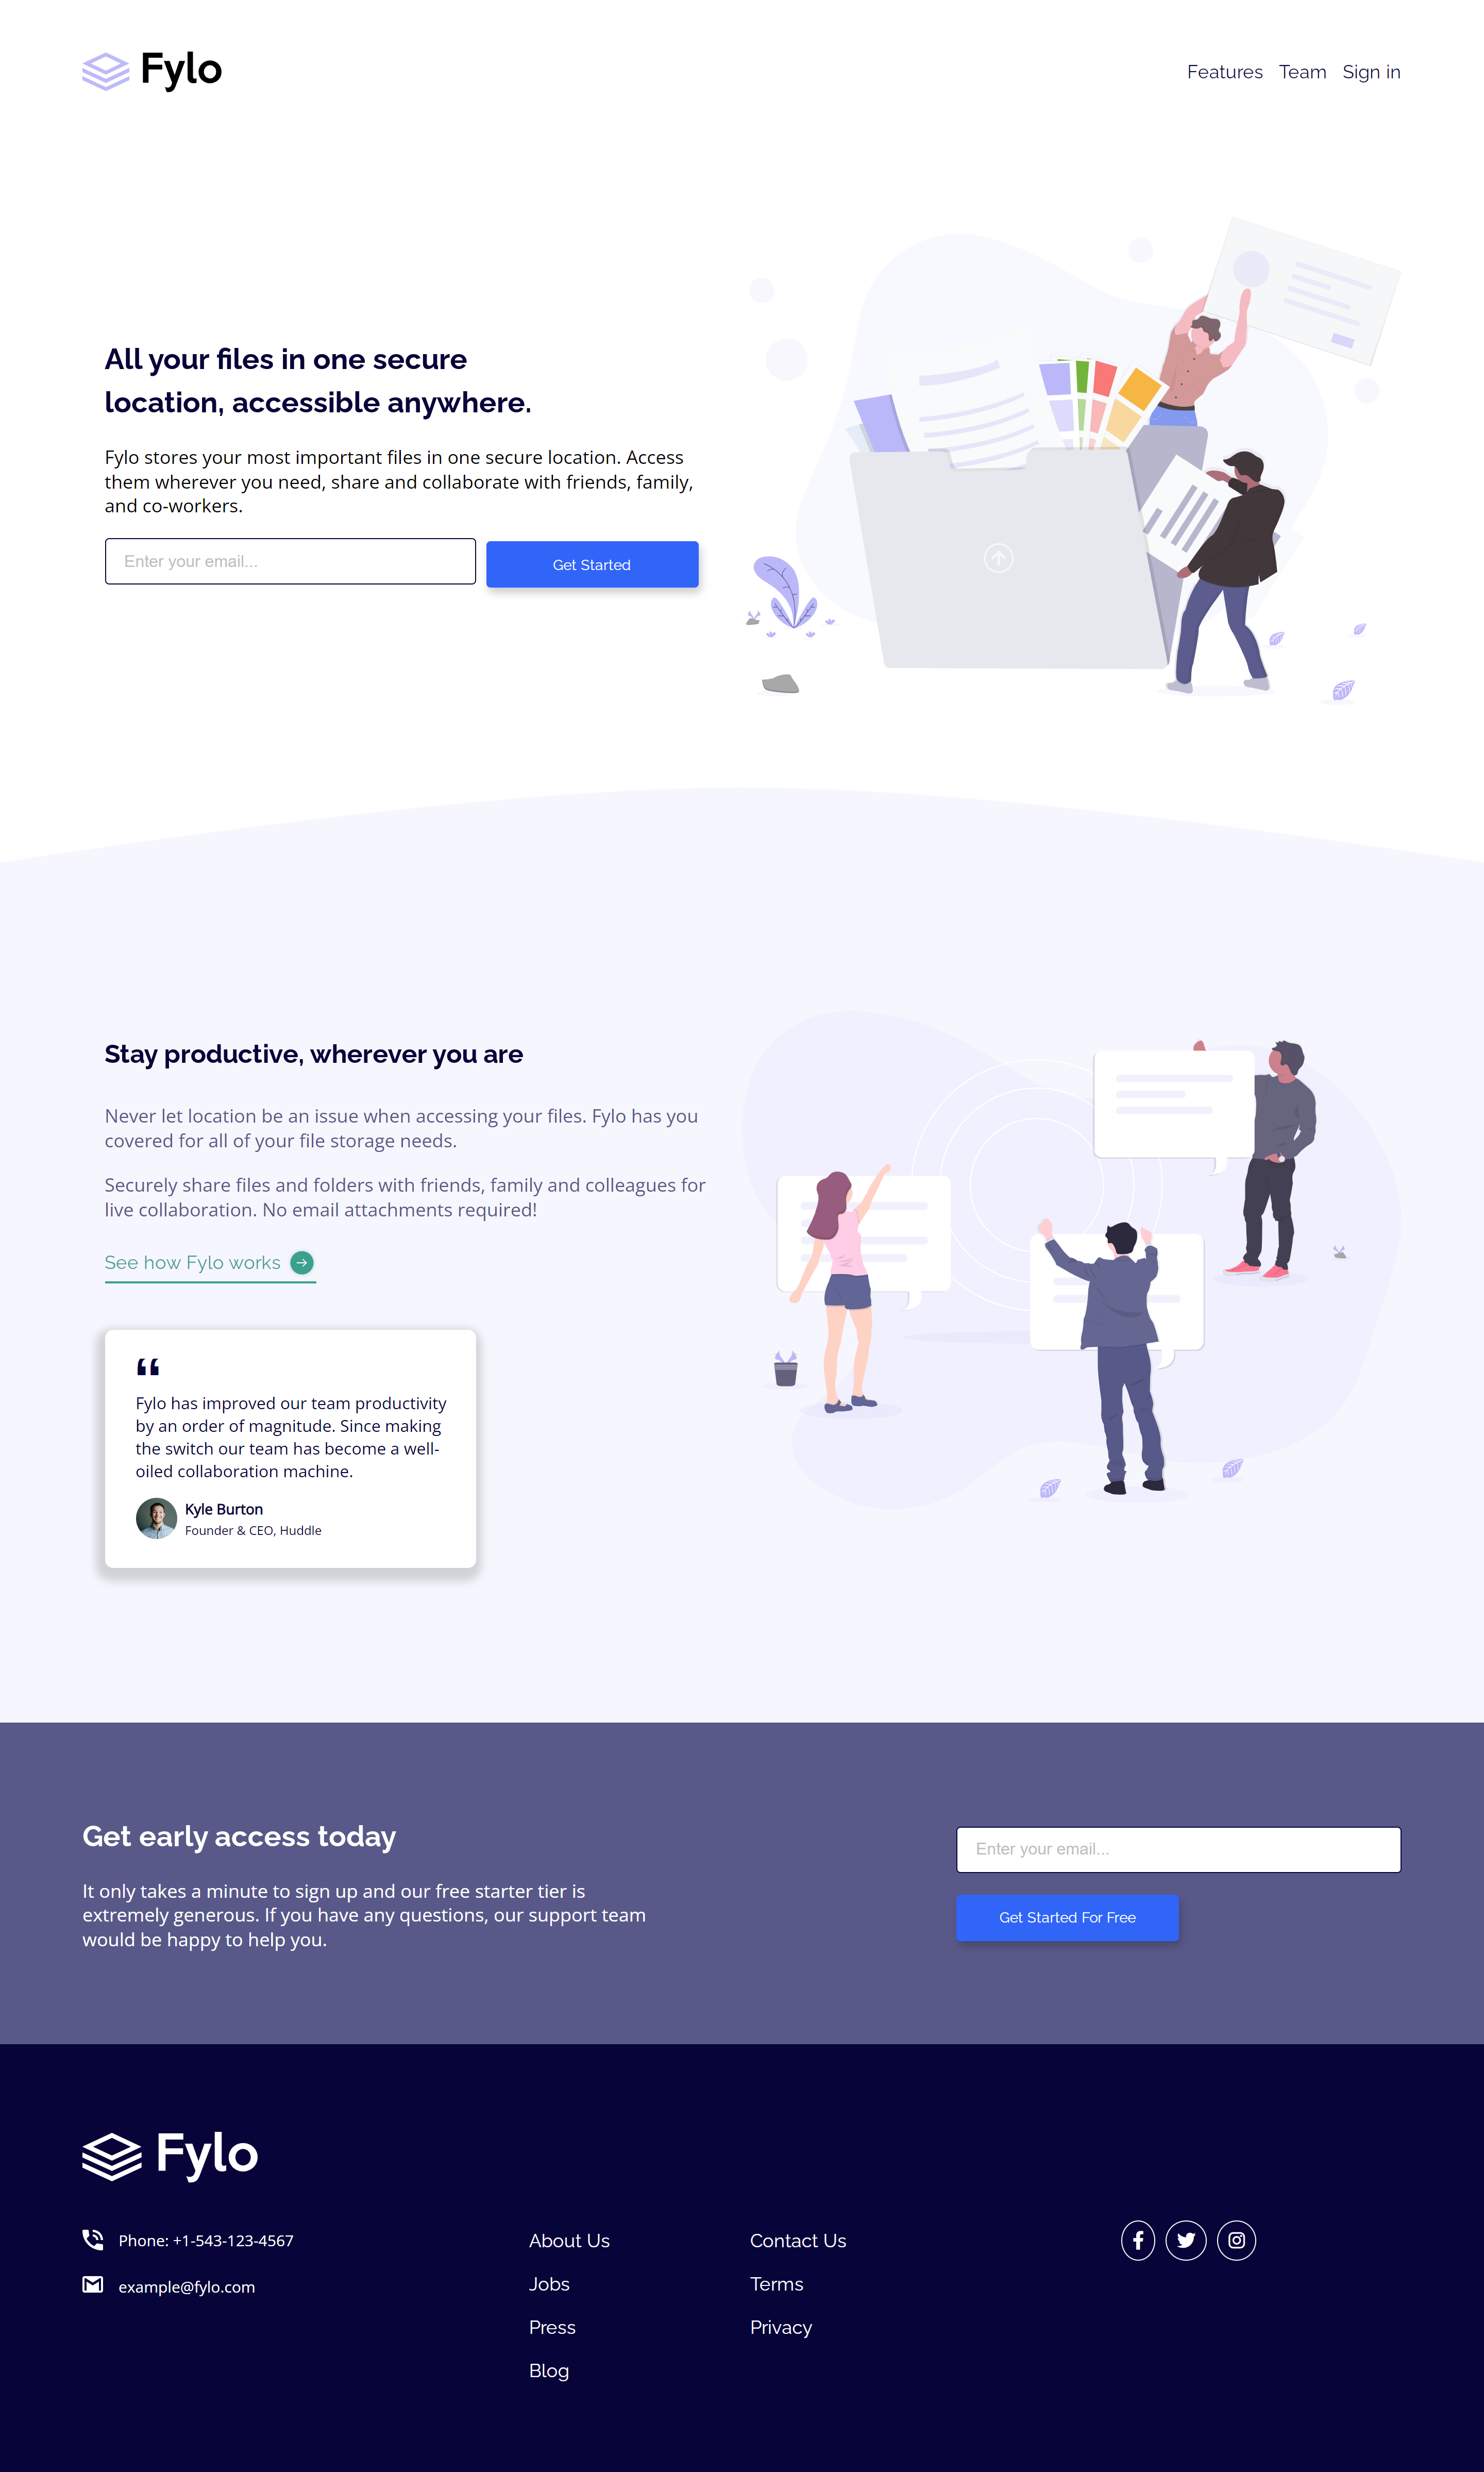 Fylo
Features Team Sign in
All your files in one secure
location, accessible anywhere.
Fylo stores your most important files in one secure location. Access
them wherever you need, share and collaborate with friends, family,
and co-workers.
Enter your email...
Get Started
Stay productive, wherever you are
Never let location be an issue when accessing your files. Fylo has you
covered for all of your file storage needs.
Securely share files and folders with friends, family and colleagues for
live collaboration. No email attachments required!
See how Fylo works
“
Fylo has improved our team productivity
by an order of magnitude. Since making
the switch our team has become a well-
oiled collaboration machine.
Kyle Burton
Founder & CEO, Huddle
Get early access today
It only takes a minute to sign up and our free starter tier is
extremely generous. If you have any questions, our support team
would be happy to help you.
Enter your email...
Get Started For Free
Fylo
Phone: +1-543-123-4567
example@fylo.com
About Us
Jobs
Press
Blog
Contact Us
Terms
Privacy